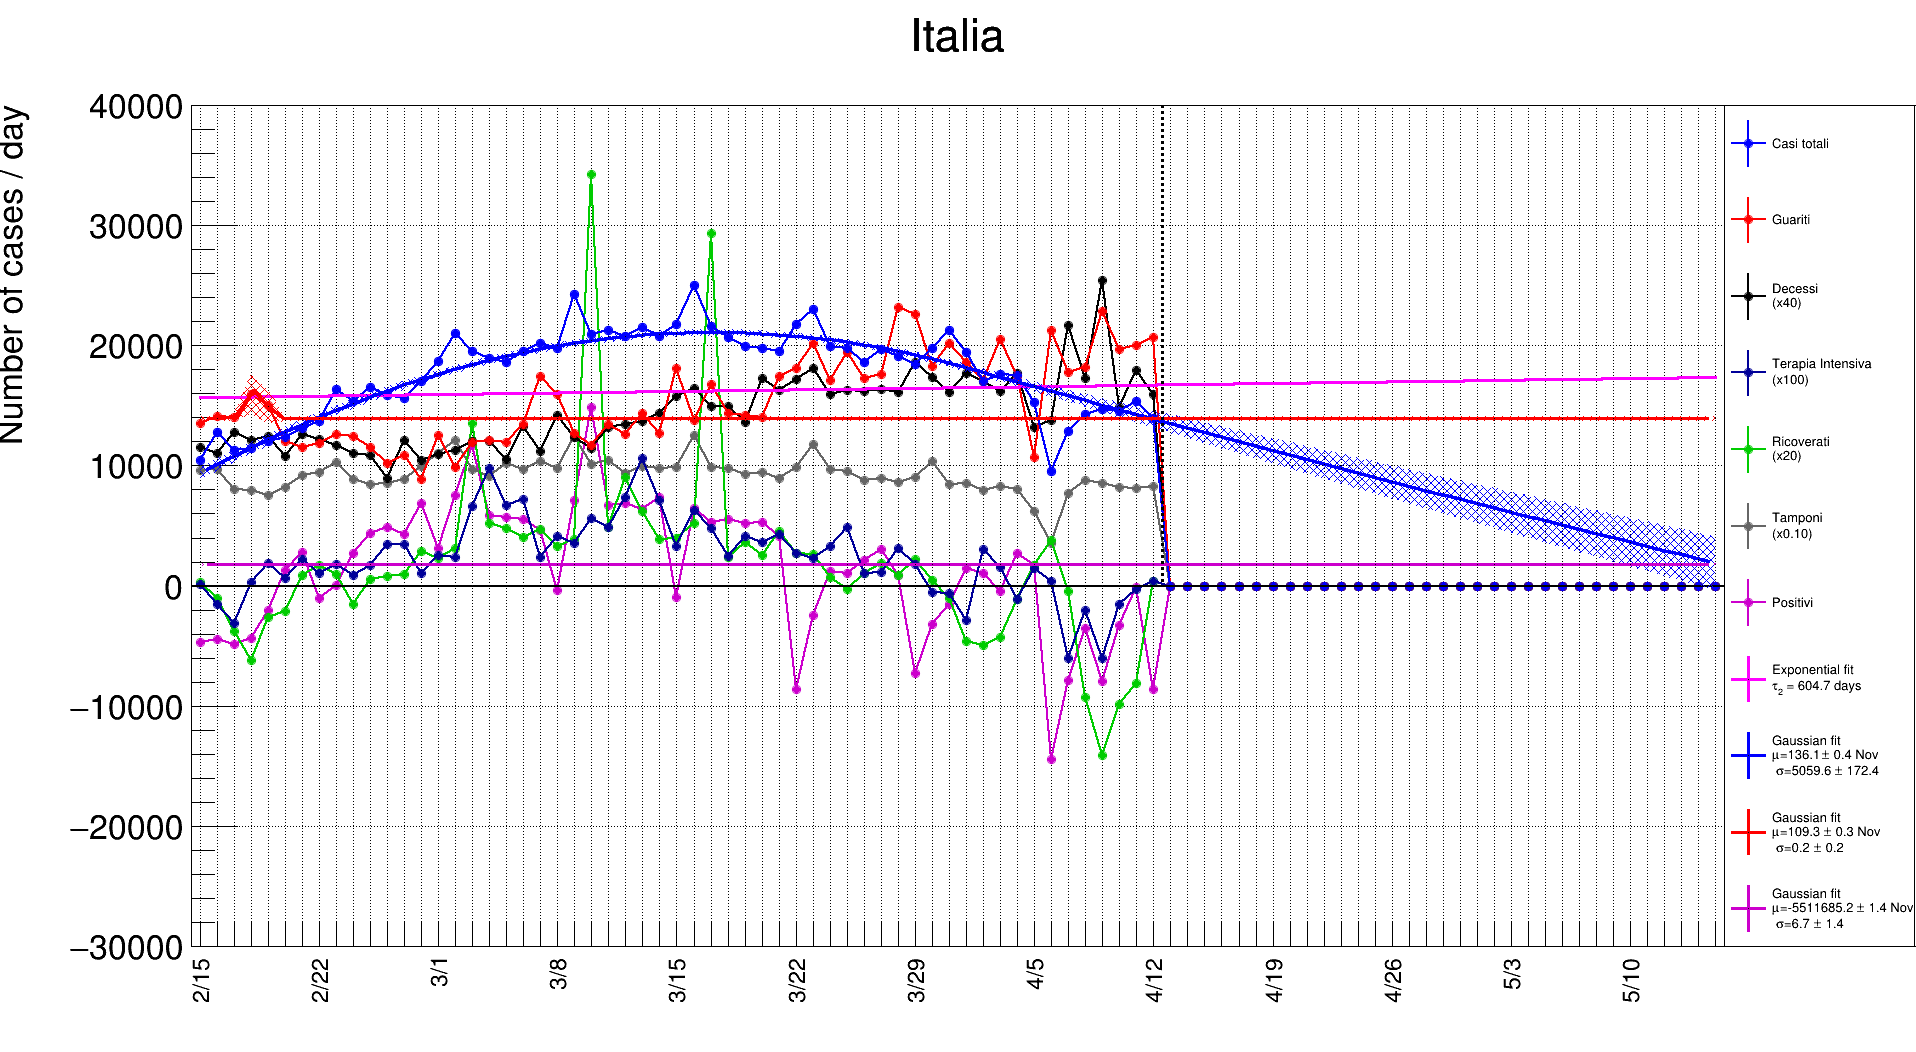 Italia
Number of cases / day
40000
30000
20000
10000
0
−10000
−20000
−30000
2/15
2/22
3/1
3/8
3/15
3/22
3/29
4/5
4/12
4/19
4/26
5/3
5/10
Casi totali
Guariti
Decessi
(x40)
Terapia Intensiva
(x100)
Ricoverati
(x20)
Tamponi
(x0.10)
Positivi
Exponential fit
τ2 = 604.7 days
Gaussian fit
μ=136.1 ± 0.4 Nov
σ=5059.6 ± 172.4
Gaussian fit
μ=109.3 ± 0.3 Nov
σ=0.2 ± 0.2
Gaussian fit
μ=-5511685.2 ± 1.4 Nov
σ=6.7 ± 1.4